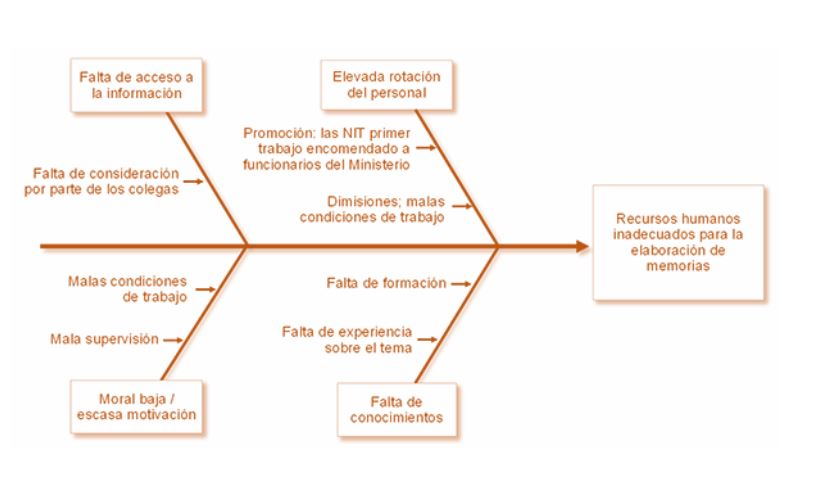 Falta de acceso a
la información
Elevada rotación
del personal
Promoción: las NIT primer
trabajo encomendado a
funcionarios del Ministerio
Falta de consideración
por parte de los colegas
Dimisiones; malas
condiciones de trabajo
Recursos humanos
inadecuados para la
elaboración de
memorias
Malas condiciones
de trabajo
Falta de formación
Mala supervisión
Falta de experiencia
sobre el tema
Moral baja /
escasa motivación
Falta de
conocimientos